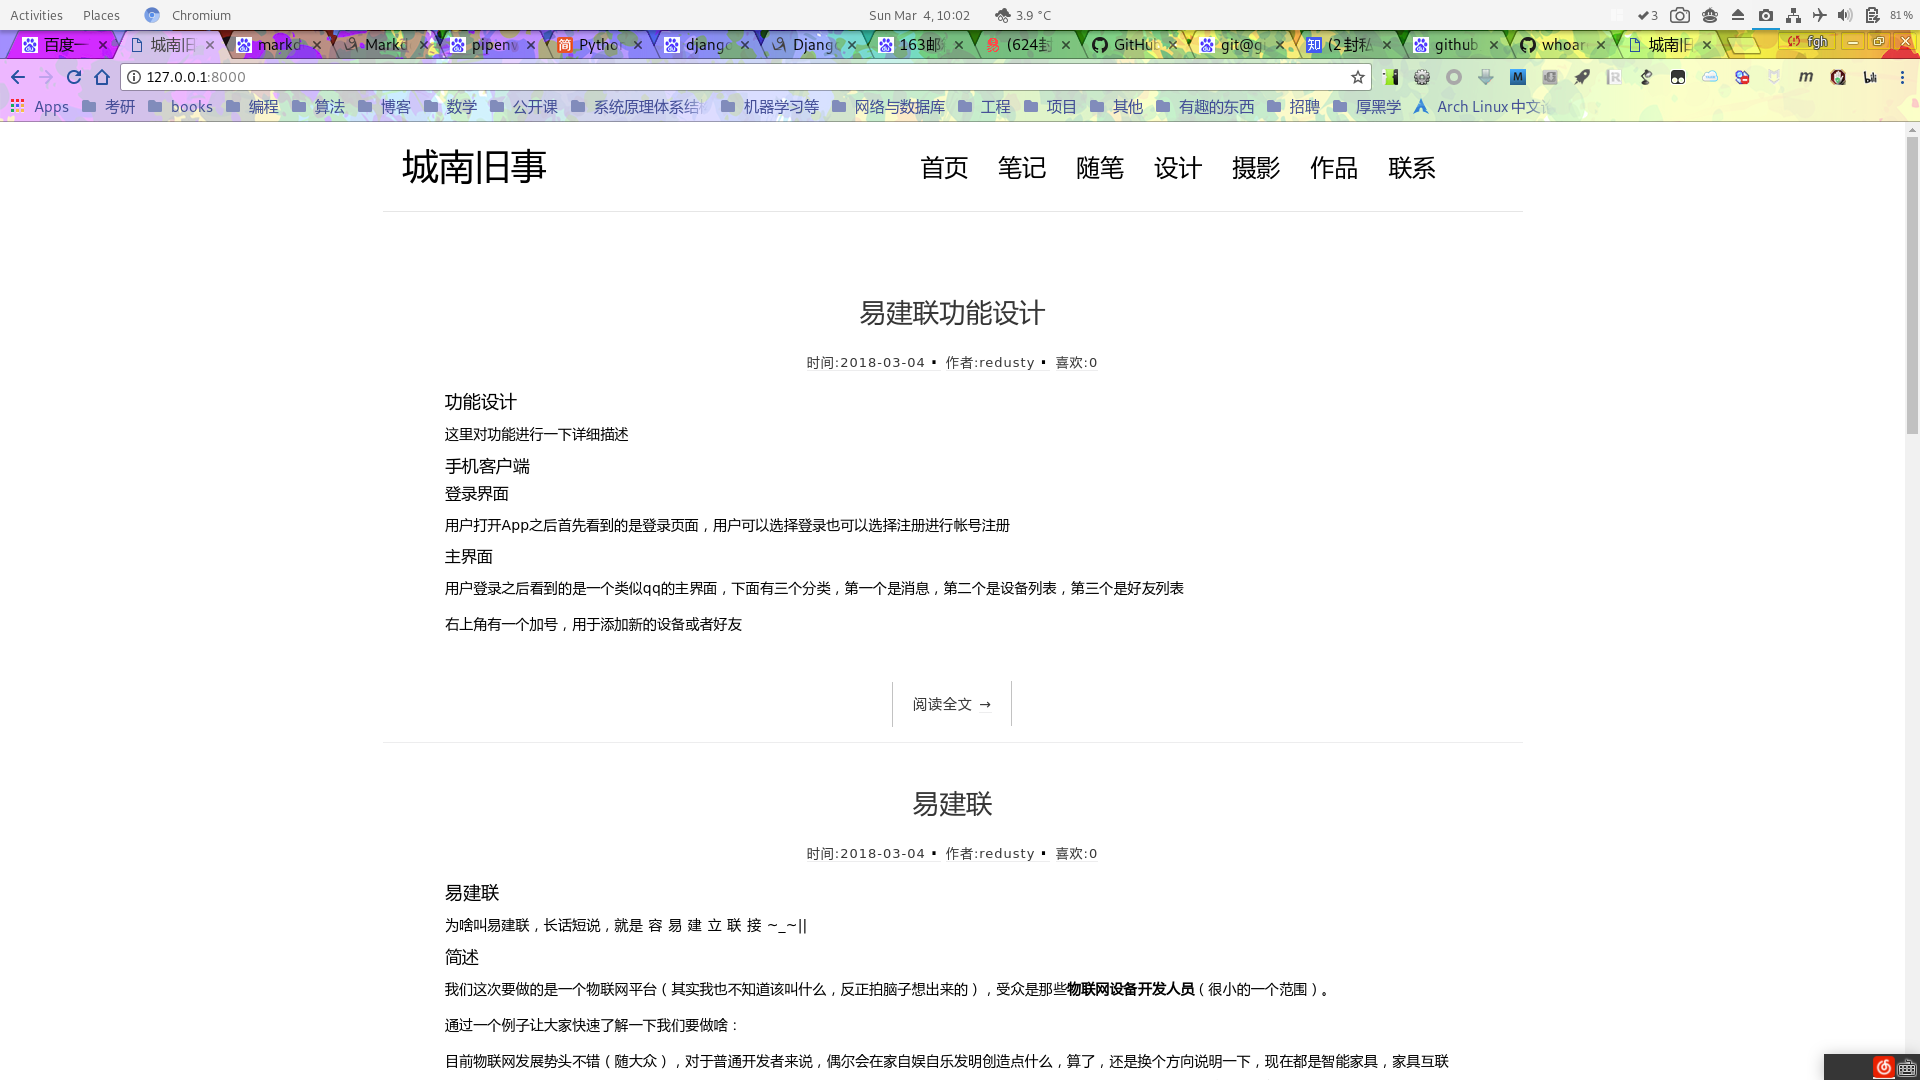 Activities Places Chromium Sun Mar 4, 10:02 3.9 °C 3 81 %
百度一 城南旧 markd Markd pipen Pytho djang Djang 163邮 (624封 GitHub git@g (2封私 github whoar 城南旧 fgh
127.0.0.1:8000
Apps 考研 books 编程 算法 博客 数学 公开课 系统原理体系结 机器学习等 网络与数据库 工程 项目 其他 有趣的东西 招聘 厚黑学 Arch Linux 中文
城南旧事 首页 笔记 随笔 设计 摄影 作品 联系
易建联功能设计
时间:2018-03-04 ▪ 作者:redusty ▪ 喜欢:0
功能设计
这里对功能进行一下详细描述
手机客户端
登录界面
用户打开App之后首先看到的是登录页面，用户可以选择登录也可以选择注册进行帐号注册
主界面
用户登录之后看到的是一个类似qq的主界面，下面有三个分类，第一个是消息，第二个是设备列表，第三个是好友列表
右上角有一个加号，用于添加新的设备或者好友
阅读全文 →
易建联
时间:2018-03-04 ▪ 作者:redusty ▪ 喜欢:0
易建联
为啥叫易建联，长话短说，就是 容 易 建 立 联 接 ~_~||
简述
我们这次要做的是一个物联网平台（其实我也不知道该叫什么，反正拍脑子想出来的），受众是那些物联网设备开发人员（很小的一个范围）。
通过一个例子让大家快速了解一下我们要做啥：
目前物联网发展势头不错（随大众），对于普通开发者来说，偶尔会在家自娱自乐发明创造点什么，算了，还是换个方向说明一下，现在都是智能家具，家具互联